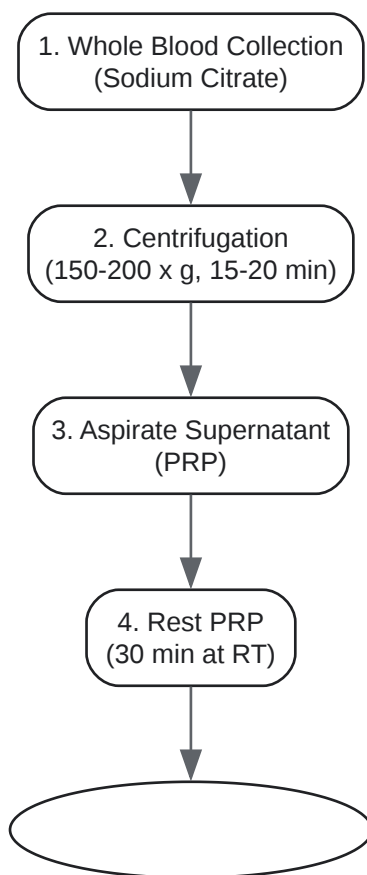 1. Whole Blood Collection
(Sodium Citrate)
2. Centrifugation
(150-200 x g, 15-20 min)
3. Aspirate Supernatant
(PRP)
4. Rest PRP
(30 min at RT)